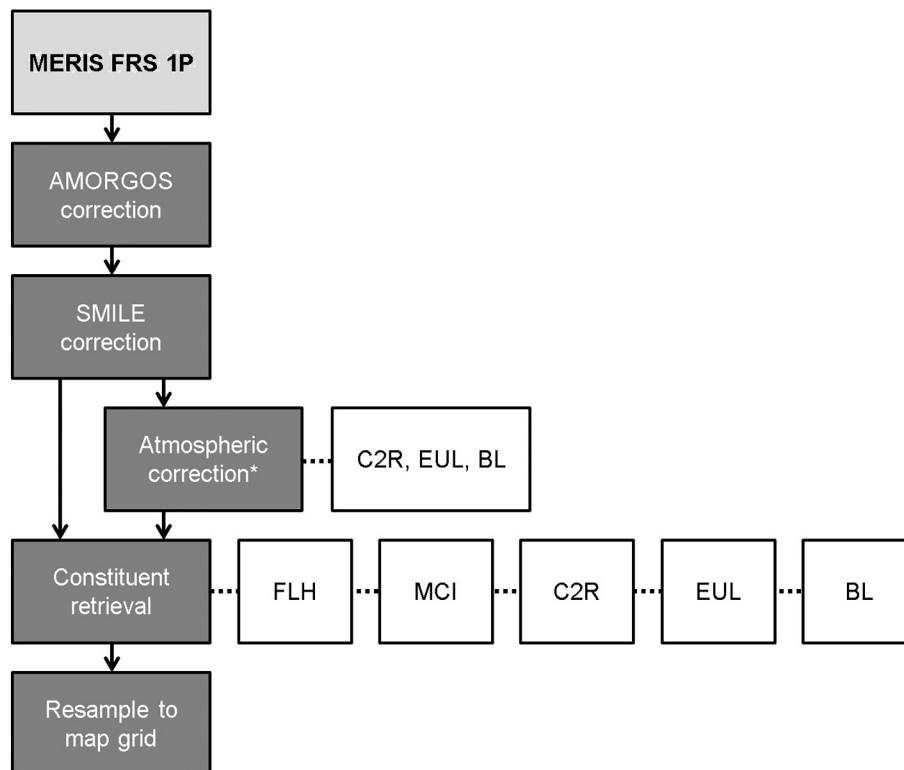 MERIS FRS 1P
AMORGOS
correction
SMILE
correction
Atmospheric
correction*
C2R, EUL, BL
Constituent
retrieval
FLH
MCI
C2R
EUL
BL
Resample to
map grid